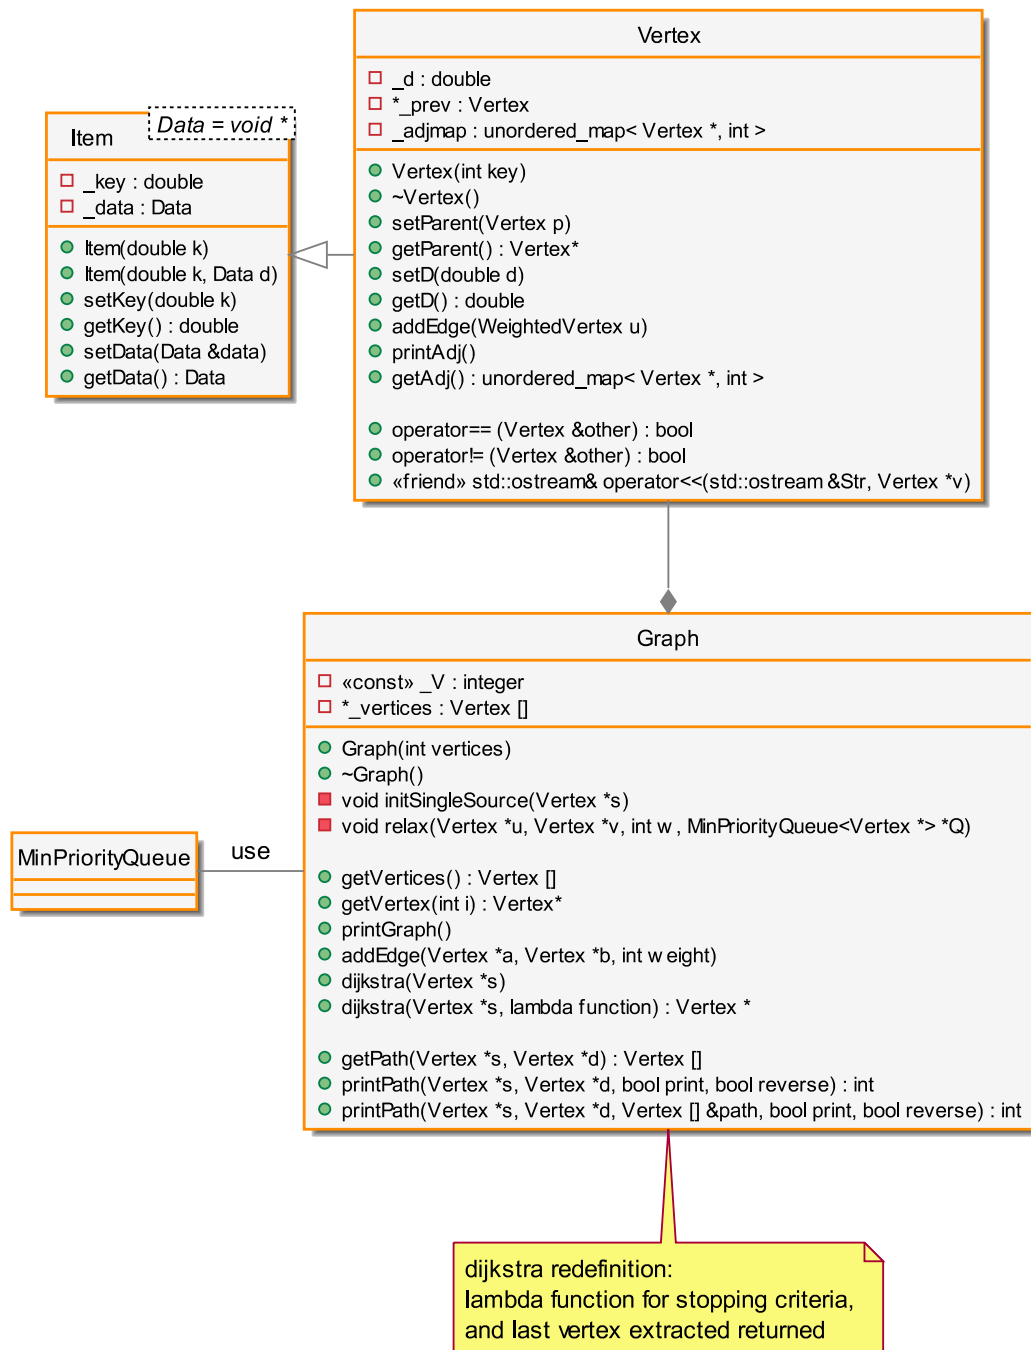 Vertex
_d : double
*_prev : Vertex
_adjmap : unordered_map< Vertex *, int >
Vertex(int key)
~Vertex()
setParent(Vertex p)
getParent() : Vertex*
setD(double d)
getD() : double
addEdge(WeightedVertex u)
printAdj()
getAdj() : unordered_map< Vertex *, int >
operator== (Vertex &other) : bool
operator!= (Vertex &other) : bool
«friend» std::ostream& operator<<(std::ostream &Str, Vertex *v)
Data = void *
Item
_key : double
_data : Data
Item(double k)
Item(double k, Data d)
setKey(double k)
getKey() : double
setData(Data &data)
getData() : Data
Graph
«const» _V : integer
*_vertices : Vertex []
Graph(int vertices)
~Graph()
void initSingleSource(Vertex *s)
void relax(Vertex *u, Vertex *v, int w , MinPriorityQueue<Vertex *> *Q)
getVertices() : Vertex []
getVertex(int i) : Vertex*
printGraph()
addEdge(Vertex *a, Vertex *b, int weight)
dijkstra(Vertex *s)
dijkstra(Vertex *s, lambda function) : Vertex *
getPath(Vertex *s, Vertex *d) : Vertex []
printPath(Vertex *s, Vertex *d, bool print, bool reverse) : int
printPath(Vertex *s, Vertex *d, Vertex [] &path, bool print, bool reverse) : int
MinPriorityQueue
use
dijkstra redefinition:
lambda function for stopping criteria,
and last vertex extracted returned